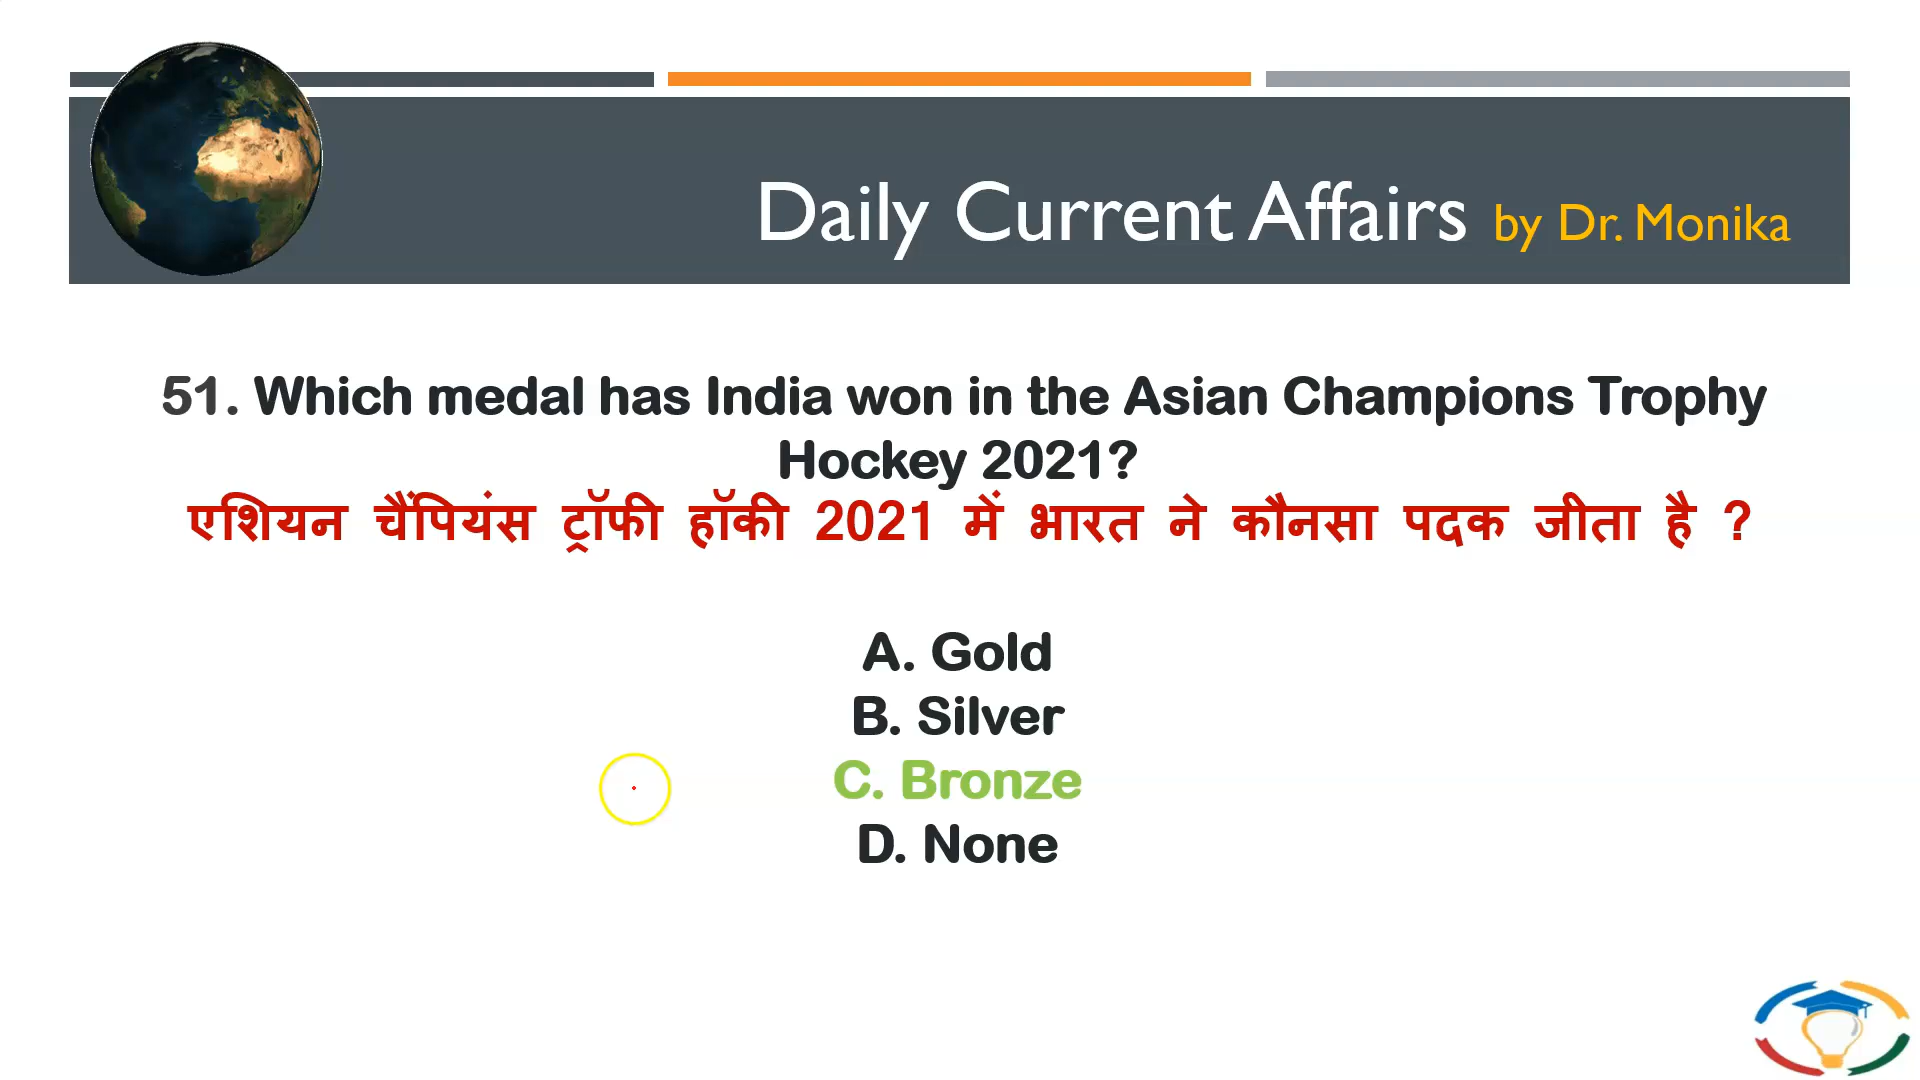 Daily Current Affairs by Dr. Monika
51. Which medal has India won in the Asian Champions Trophy
Hockey 2021?
एशियन चैंपियंस ट्रॉफी हॉकी 2021 में भारत ने कौनसा पदक जीता है ?
A. Gold
B. Silver
C. Bronze
D. None